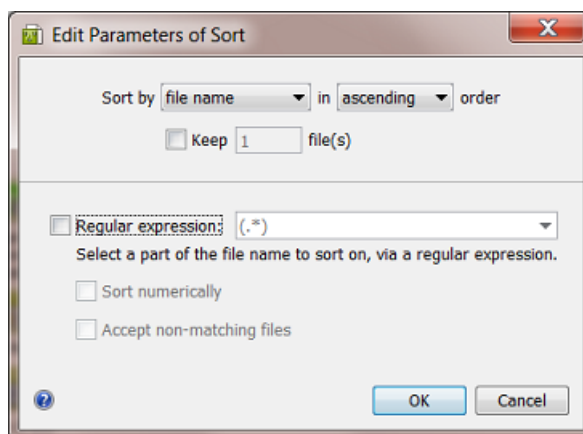 Edit Parameters of Sort
Sort by file name in ascending order
Keep 1 file(s)
Regular expression: (.*)
Select a part of the file name to sort on, via a regular expression.
Sort numerically
Accept non-matching files
OK Cancel